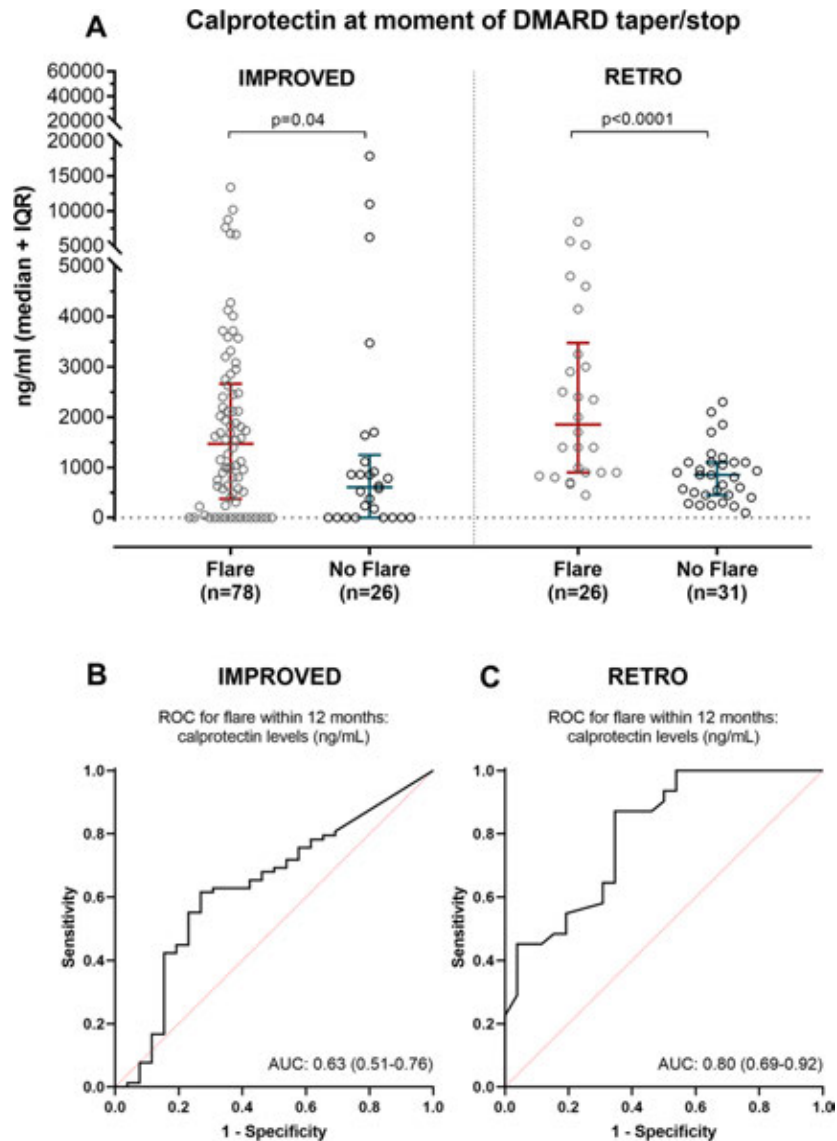 A
Calprotectin at moment of DMARD taper/stop
IMPROVED
RETRO
p=0.04
p<0.0001
ng/ml (median + IQR)
60000
40000
20000
20000
15000
10000
5000
5000
4000
3000
2000
1000
0
Flare
(n=78)
No Flare
(n=26)
Flare
(n=26)
No Flare
(n=31)
B
IMPROVED
ROC for flare within 12 months:
calprotectin levels (ng/mL)
Sensitivity
1.0
0.8
0.6
0.4
0.2
0.0
AUC: 0.63 (0.51-0.76)
0.0 0.2 0.4 0.6 0.8 1.0
1 - Specificity
C
RETRO
ROC for flare within 12 months:
calprotectin levels (ng/mL)
Sensitivity
1.0
0.8
0.6
0.4
0.2
0.0
AUC: 0.80 (0.69-0.92)
0.0 0.2 0.4 0.6 0.8 1.0
1 - Specificity